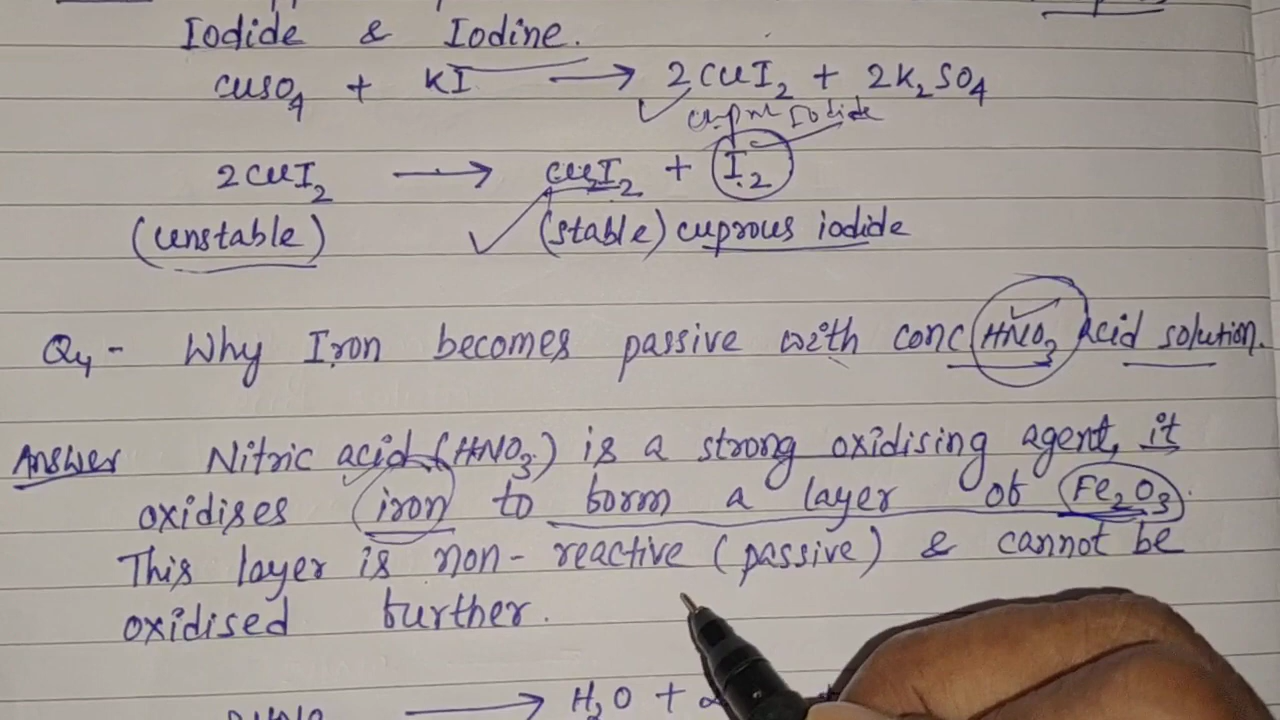 Iodide & Iodine.
CuSO4 + KI → 2CuI2 + 2K2SO4
Iodide
2CuI2 → Cu2I2 + I2
(unstable) (stable) cuprous iodide
Q4 - Why Iron becomes passive with conc HNO3 Acid solution.
Answer Nitric acid (HNO3) is a strong oxidising agent, it
oxidises iron to form a layer of Fe2O3.
This layer is non-reactive (passive) & cannot be
oxidised further.
→ H2O +